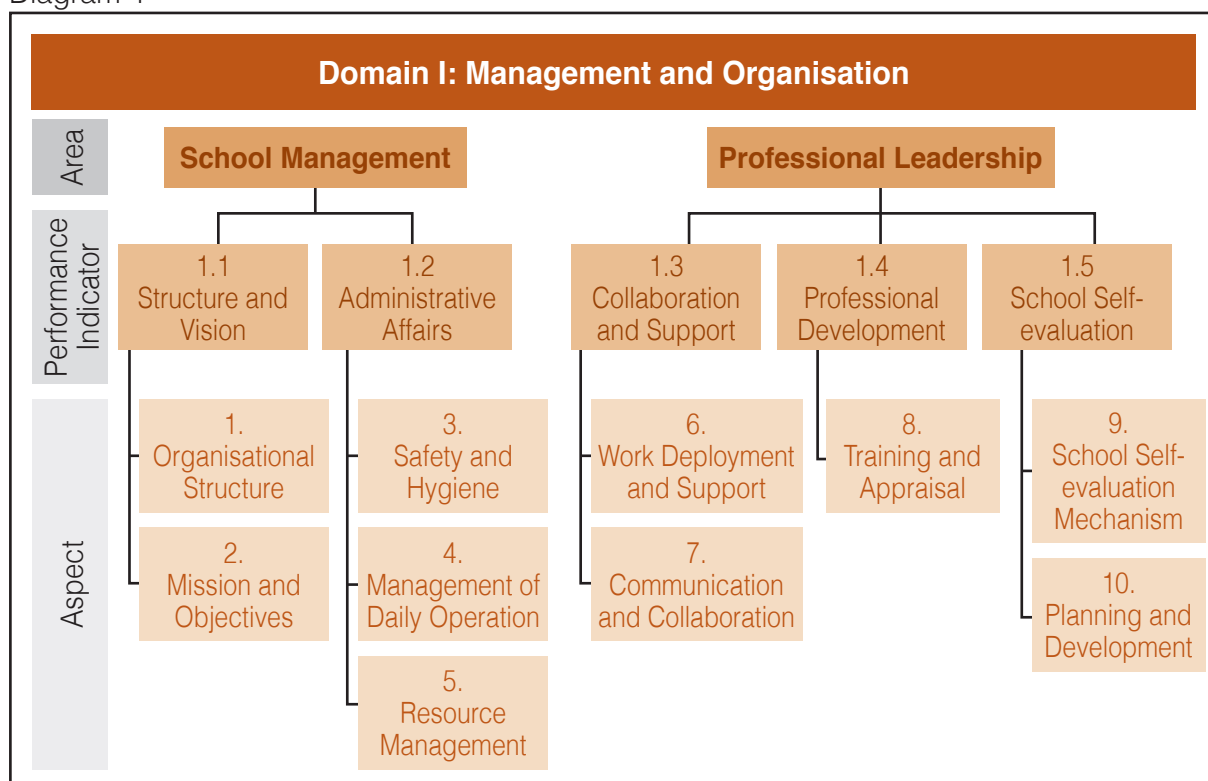 Domain I: Management and Organisation
Area
School Management
Professional Leadership
Performance
Indicator
1.1
Structure and
Vision
1.2
Administrative
Affairs
1.3
Collaboration
and Support
1.4
Professional
Development
1.5
School Self-
evaluation
Aspect
1.
Organisational
Structure
2.
Mission and
Objectives
3.
Safety and
Hygiene
4.
Management of
Daily Operation
5.
Resource
Management
6.
Work Deployment
and Support
7.
Communication
and Collaboration
8.
Training and
Appraisal
9.
School Self-
evaluation
Mechanism
10.
Planning and
Development